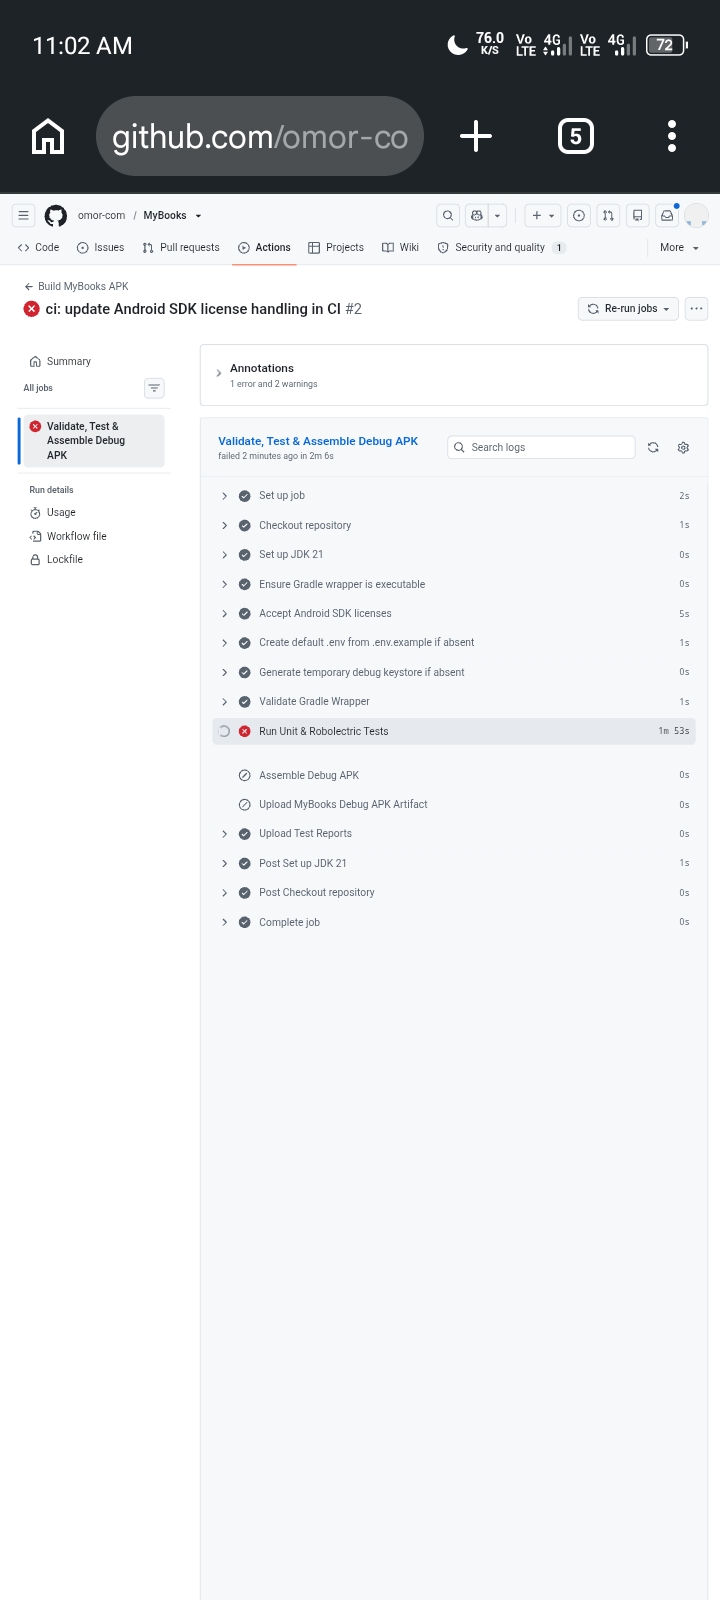 11:02 AM
76.0
K/S
Vo
LTE
4G
Vo
LTE
4G
72
github.com/omor-co
5
omor-com / MyBooks
Code
Issues
Pull requests
Actions
Projects
Wiki
Security and quality 1
More
Build MyBooks APK
ci: update Android SDK license handling in CI #2
Re-run jobs
Summary
All jobs
Validate, Test &
Assemble Debug
APK
Run details
Usage
Workflow file
Lockfile
Annotations
1 error and 2 warnings
Validate, Test & Assemble Debug APK
failed 2 minutes ago in 2m 6s
Search logs
Set up job 2s
Checkout repository 1s
Set up JDK 21 0s
Ensure Gradle wrapper is executable 0s
Accept Android SDK licenses 5s
Create default .env from .env.example if absent 1s
Generate temporary debug keystore if absent 0s
Validate Gradle Wrapper 1s
Run Unit & Robolectric Tests 1m 53s
Assemble Debug APK 0s
Upload MyBooks Debug APK Artifact 0s
Upload Test Reports 0s
Post Set up JDK 21 1s
Post Checkout repository 0s
Complete job 0s